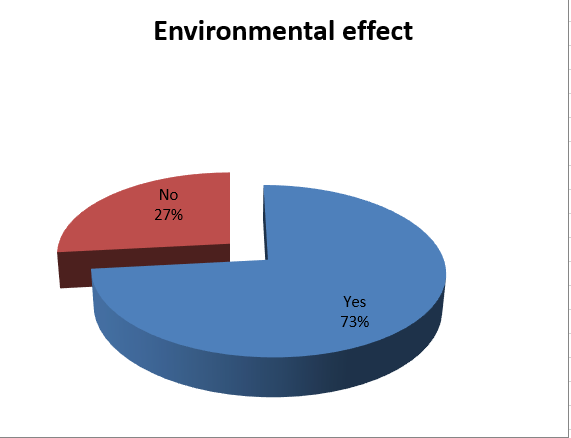 Environmental effect
No
27%
Yes
73%